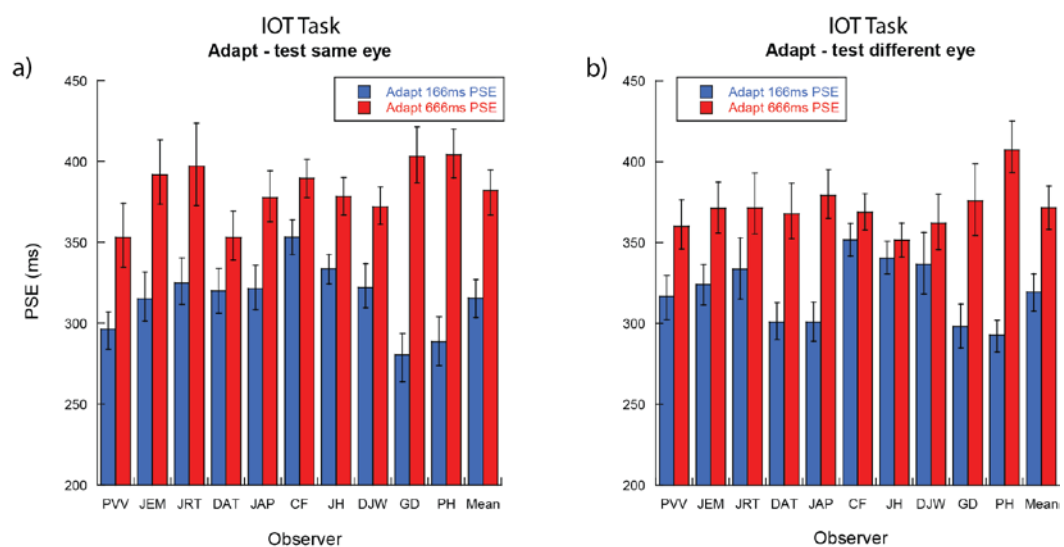 IOT Task
Adapt - test same eye
a)
Adapt 166ms PSE
Adapt 666ms PSE
450
400
350
300
250
200
PSE (ms)
PVV JEM JRT DAT JAP CF JH DJW GD PH Mean
Observer
IOT Task
Adapt - test different eye
b)
Adapt 166ms PSE
Adapt 666ms PSE
450
400
350
300
250
200
PVV JEM JRT DAT JAP CF JH DJW GD PH Mean
Observer